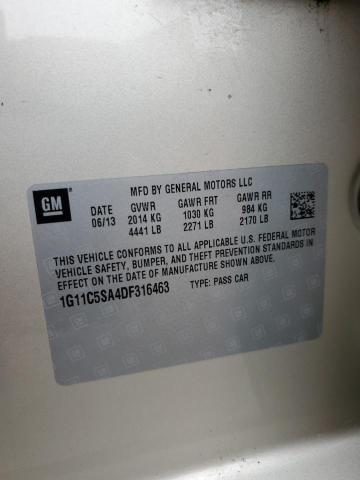 MFD BY GENERAL MOTORS LLC
GM
DATE GVWR GAWR FRT GAWR RR
06/13 2014 KG 1030 KG 984 KG
4441 LB 2271 LB 2170 LB
THIS VEHICLE CONFORMS TO ALL APPLICABLE U.S. FEDERAL MOTOR
VEHICLE SAFETY, BUMPER, AND THEFT PREVENTION STANDARDS IN
EFFECT ON THE DATE OF MANUFACTURE SHOWN ABOVE.
1G11C5SA4DF316463 TYPE: PASS CAR